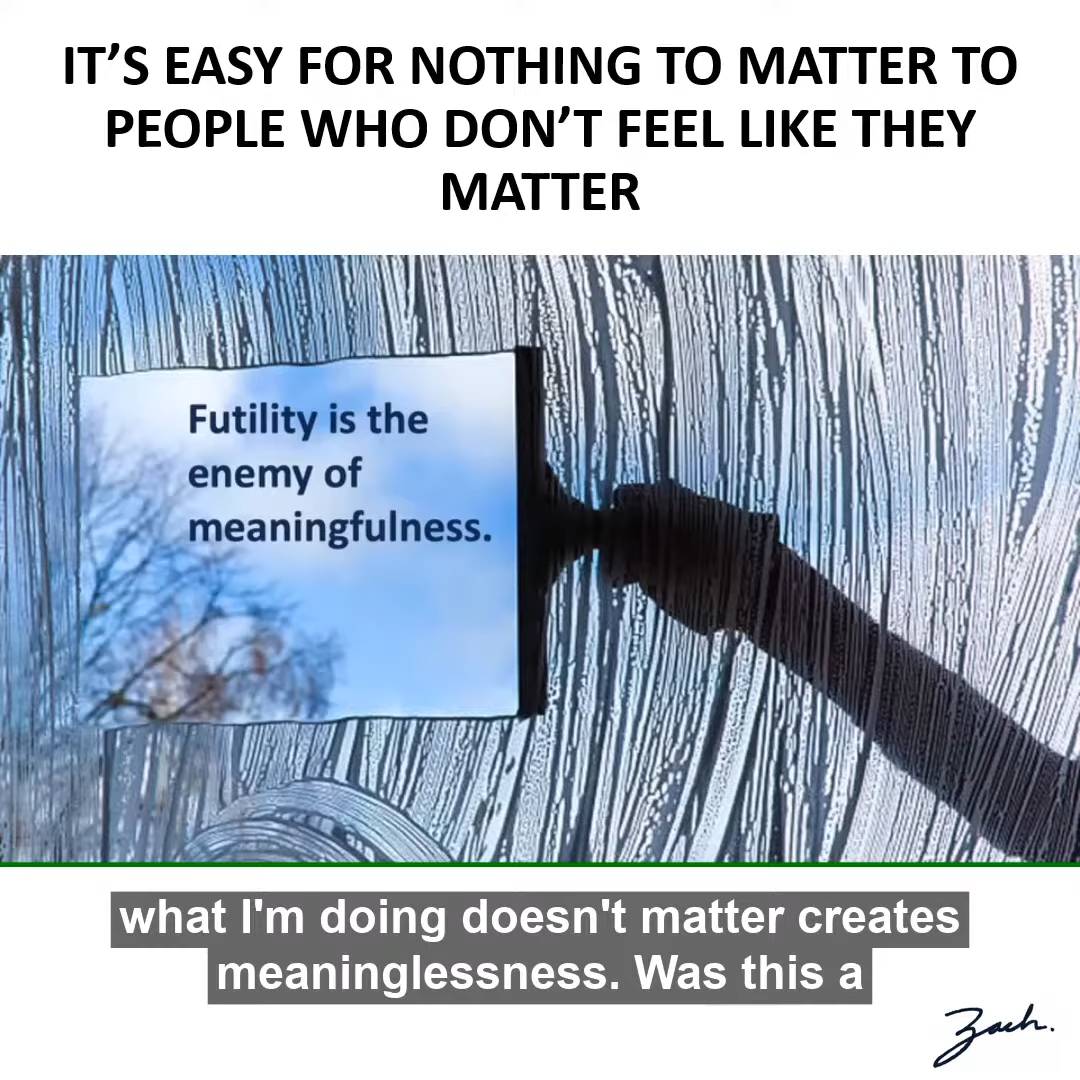 IT’S EASY FOR NOTHING TO MATTER TO
PEOPLE WHO DON’T FEEL LIKE THEY
MATTER
Futility is the
enemy of
meaningfulness.
what I'm doing doesn't matter creates
meaninglessness. Was this a
Zach.